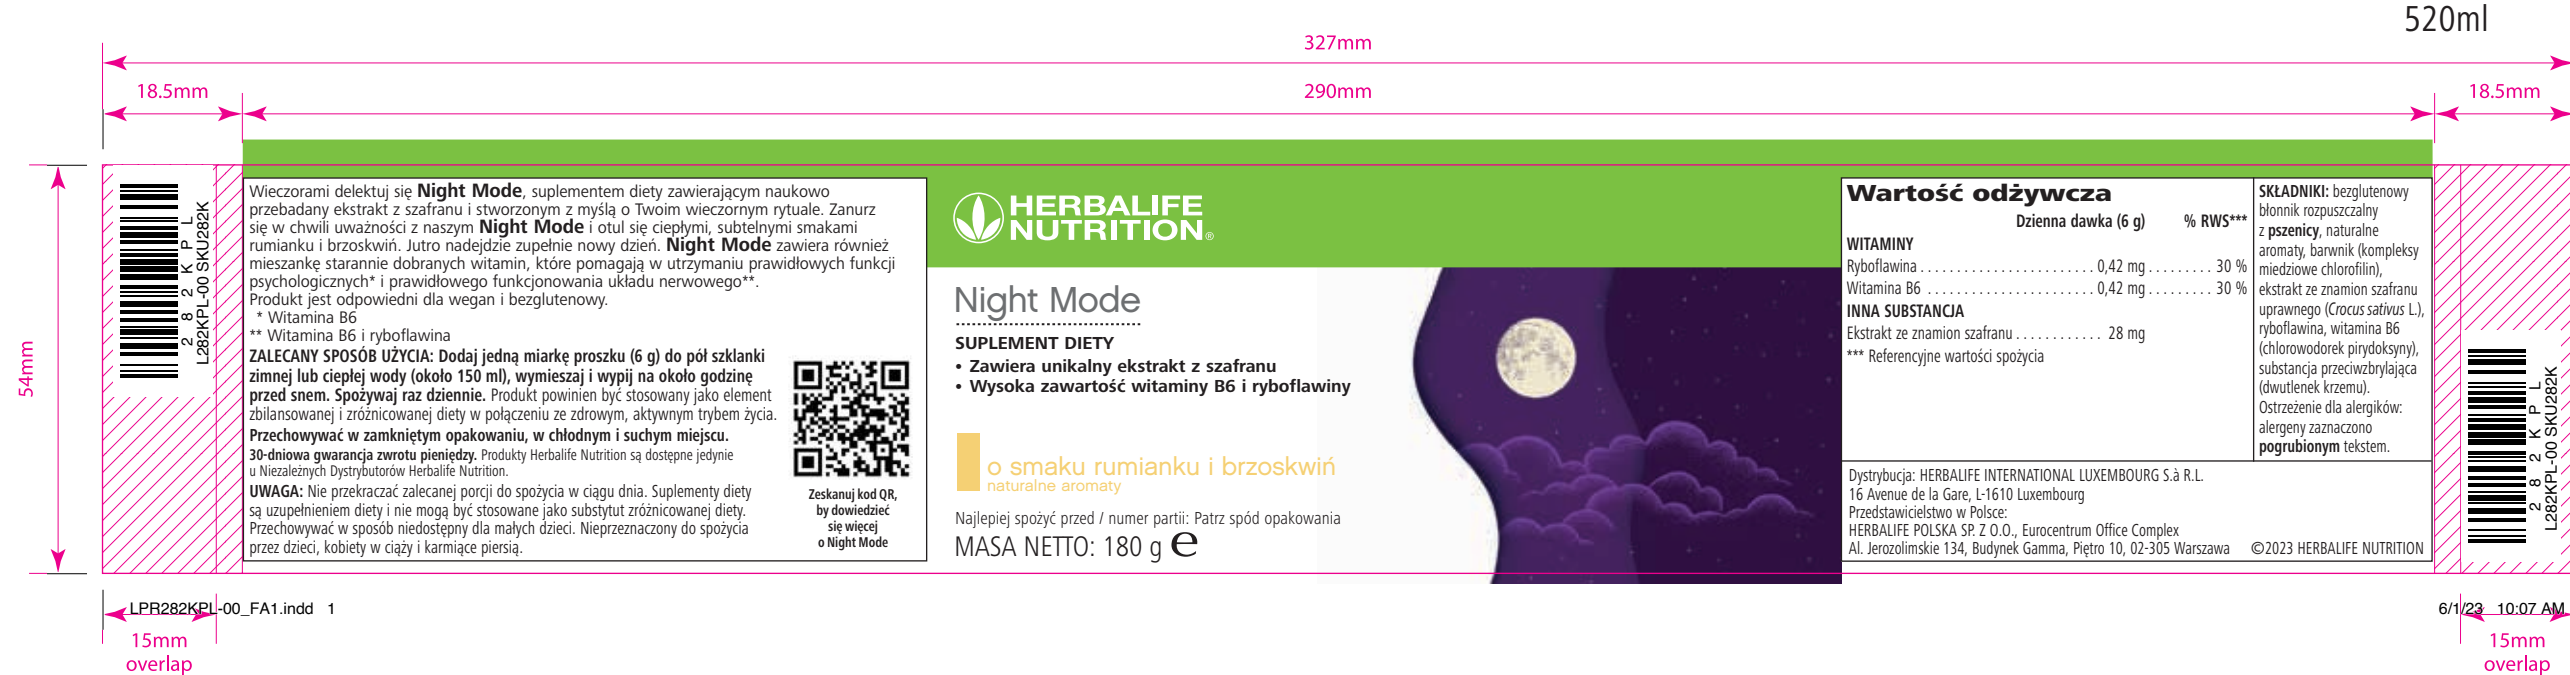 520ml
327mm
18.5mm
290mm
18.5mm
54mm
2 8 2 K P L
L282KPL-00 SKU282K
Wieczorami delektuj się Night Mode, suplementem diety zawierającym naukowo
przebadany ekstrakt z szafranu i stworzonym z myślą o Twoim wieczornym rytuale. Zanurz
się w chwili uważności z naszym Night Mode i otul się ciepłymi, subtelnymi smakami
rumianku i brzoskwiń. Jutro nadejdzie zupełnie nowy dzień. Night Mode zawiera również
mieszankę starannie dobranych witamin, które pomagają w utrzymaniu prawidłowych funkcji
psychologicznych* i prawidłowego funkcjonowania układu nerwowego**.
Produkt jest odpowiedni dla wegan i bezglutenowy.
* Witamina B6
** Witamina B6 i ryboflawina
ZALECANY SPOSÓB UŻYCIA: Dodaj jedną miarkę proszku (6 g) do pół szklanki
zimnej lub ciepłej wody (około 150 ml), wymieszaj i wypij na około godzinę
przed snem. Spożywaj raz dziennie. Produkt powinien być stosowany jako element
zbilansowanej i zróżnicowanej diety w połączeniu ze zdrowym, aktywnym trybem życia.
Przechowywać w zamkniętym opakowaniu, w chłodnym i suchym miejscu.
30-dniowa gwarancja zwrotu pieniędzy. Produkty Herbalife Nutrition są dostępne jedynie
u Niezależnych Dystrybutorów Herbalife Nutrition.
UWAGA: Nie przekraczać zalecanej porcji do spożycia w ciągu dnia. Suplementy diety
są uzupełnieniem diety i nie mogą być stosowane jako substytut zróżnicowanej diety.
Przechowywać w sposób niedostępny dla małych dzieci. Nieprzeznaczony do spożycia
przez dzieci, kobiety w ciąży i karmiące piersią.
Zeskanuj kod QR,
by dowiedzieć
się więcej
o Night Mode
HERBALIFE
NUTRITION®
Night Mode
SUPLEMENT DIETY
• Zawiera unikalny ekstrakt z szafranu
• Wysoka zawartość witaminy B6 i ryboflawiny
o smaku rumianku i brzoskwiń
naturalne aromaty
Najlepiej spożyć przed / numer partii: Patrz spód opakowania
MASA NETTO: 180 g e
Wartość odżywcza
Dzienna dawka (6 g) % RWS***
WITAMINY
Ryboflawina ........................ 0,42 mg ......... 30 %
Witamina B6 ....................... 0,42 mg ......... 30 %
INNA SUBSTANCJA
Ekstrakt ze znamion szafranu ............ 28 mg
*** Referencyjne wartości spożycia
SKŁADNIKI: bezglutenowy
błonnik rozpuszczalny
z pszenicy, naturalne
aromaty, barwnik (kompleksy
miedziowe chlorofilin),
ekstrakt ze znamion szafranu
uprawnego (Crocus sativus L.),
ryboflawina, witamina B6
(chlorowodorek pirydoksyny),
substancja przeciwzbrylająca
(dwutlenek krzemu).
Ostrzeżenie dla alergików:
alergeny zaznaczono
pogrubionym tekstem.
Dystrybucja: HERBALIFE INTERNATIONAL LUXEMBOURG S.à R.L.
16 Avenue de la Gare, L-1610 Luxembourg
Przedstawicielstwo w Polsce:
HERBALIFE POLSKA SP. Z O.O., Eurocentrum Office Complex
Al. Jerozolimskie 134, Budynek Gamma, Piętro 10, 02-305 Warszawa ©2023 HERBALIFE NUTRITION
2 8 2 K P L
L282KPL-00 SKU282K
LPR282KPL-00_FA1.indd 1
6/1/23 10:07 AM
15mm
overlap
15mm
overlap